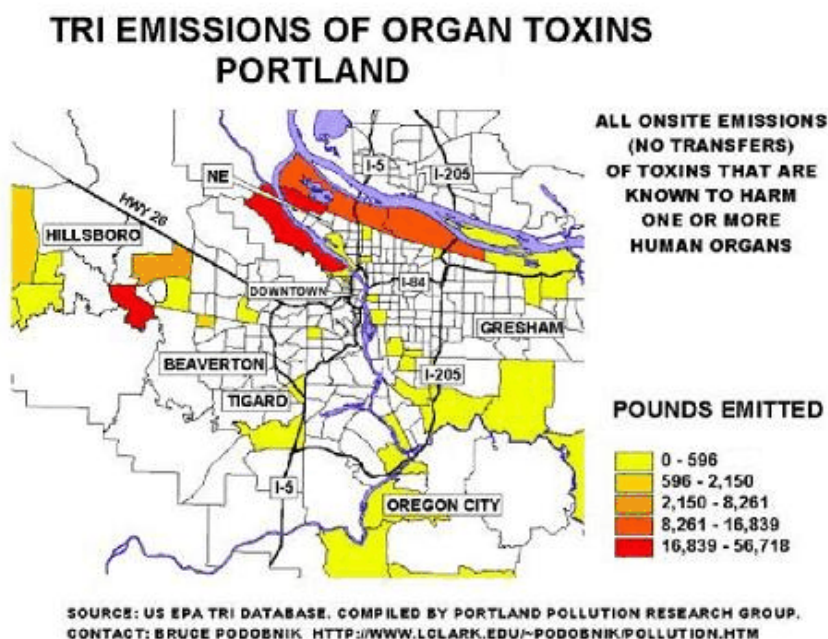 TRI EMISSIONS OF ORGAN TOXINS
PORTLAND
ALL ONSITE EMISSIONS
(NO TRANSFERS)
OF TOXINS THAT ARE
KNOWN TO HARM
ONE OR MORE
HUMAN ORGANS
I-5
NE
I-205
HWY 26
HILLSBORO
DOWNTOWN
I-84
GRESHAM
BEAVERTON
I-205
TIGARD
I-5
OREGON CITY
POUNDS EMITTED
0 - 596
596 - 2,150
2,150 - 8,261
8,261 - 16,839
16,839 - 56,718
SOURCE: US EPA TRI DATABASE. COMPILED BY PORTLAND POLLUTION RESEARCH GROUP.
CONTACT: BRUCE PODOBNIK HTTP://WWW.LCLARK.EDU/~PODOBNIK/POLLUTION.HTM